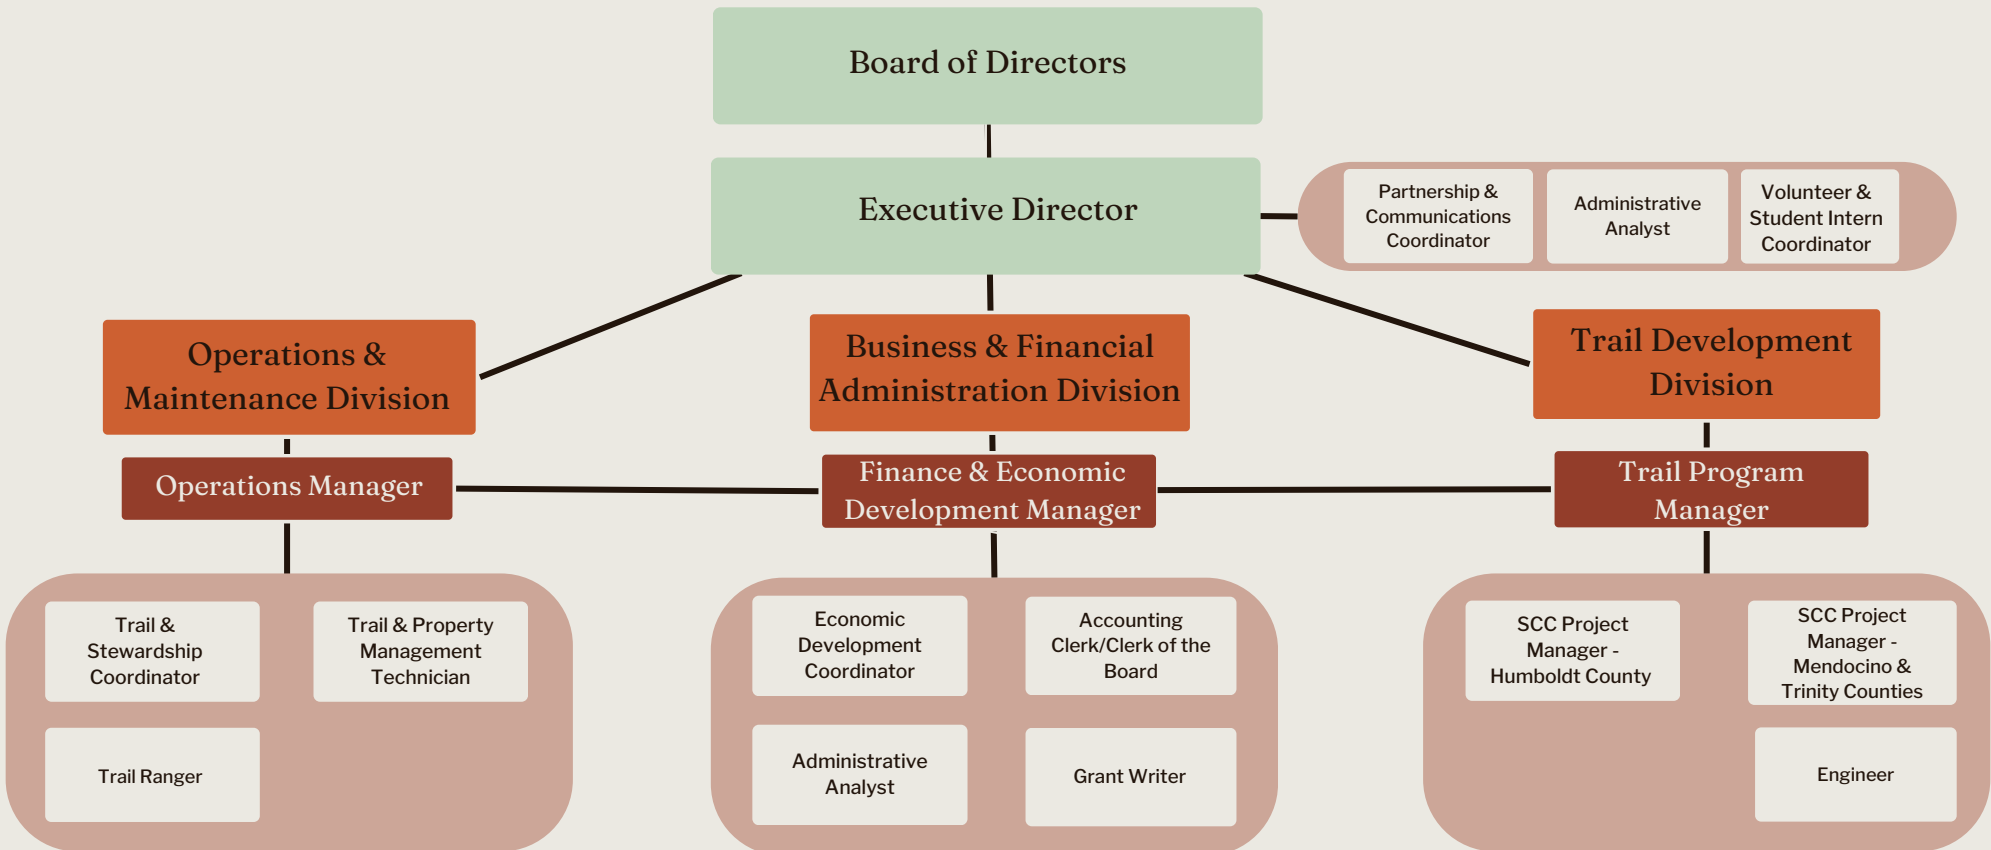 Board of Directors
Executive Director
Partnership &
Communications
Coordinator
Administrative
Analyst
Volunteer &
Student Intern
Coordinator
Operations &
Maintenance Division
Business & Financial
Administration Division
Trail Development
Division
Operations Manager
Finance & Economic
Development Manager
Trail Program
Manager
Trail &
Stewardship
Coordinator
Trail & Property
Management
Technician
Trail Ranger
Economic
Development
Coordinator
Accounting
Clerk/Clerk of the
Board
Administrative
Analyst
Grant Writer
SCC Project
Manager -
Humboldt County
SCC Project
Manager -
Mendocino &
Trinity Counties
Engineer